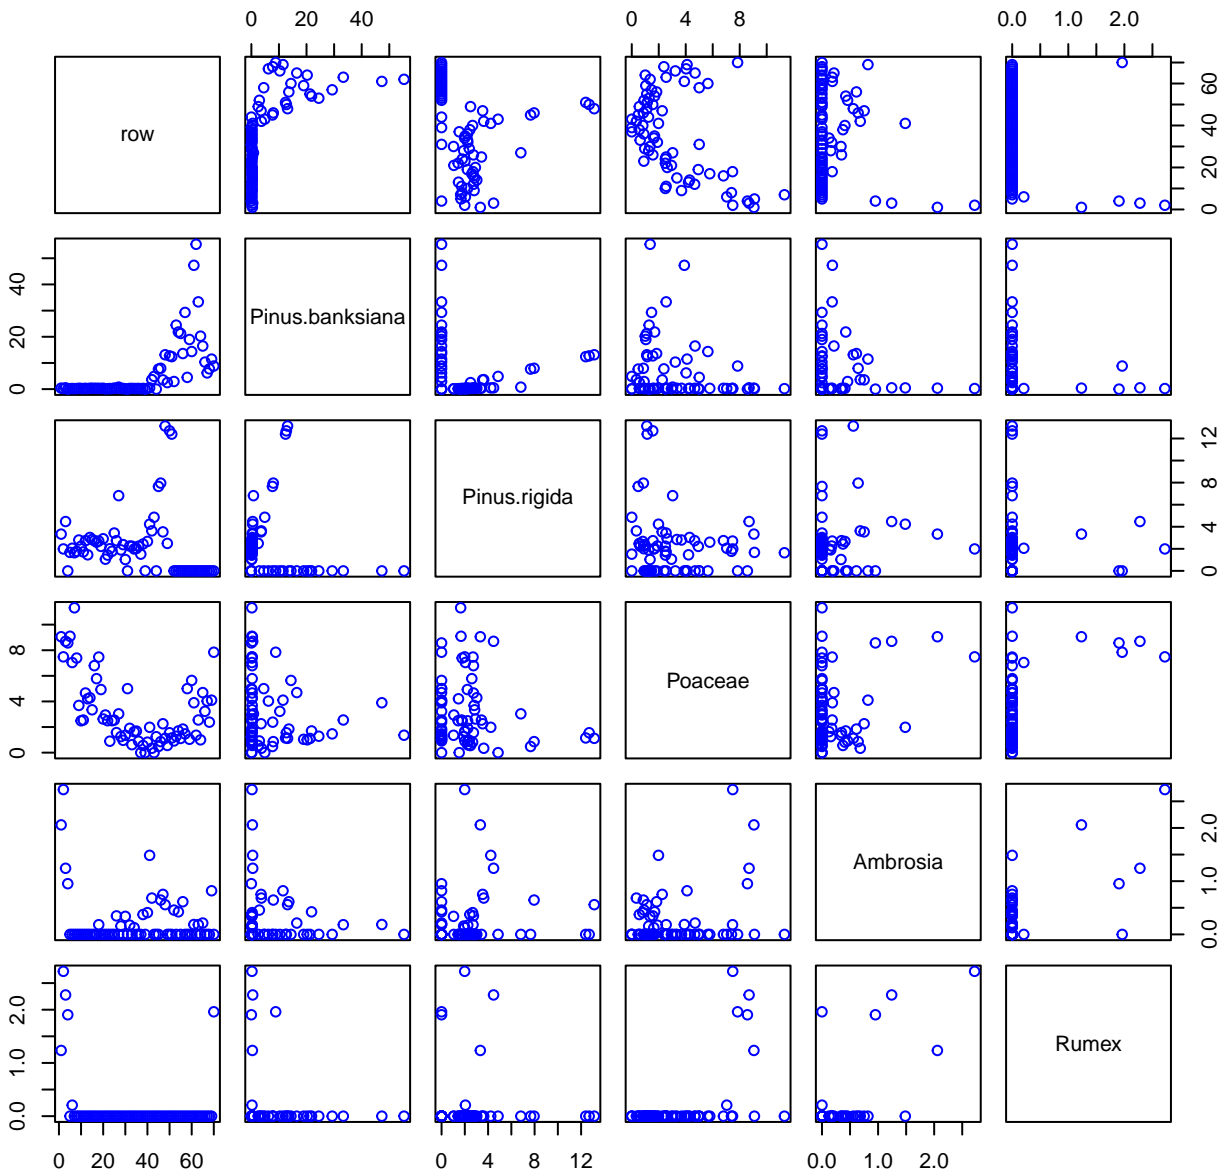 0 20 40 0 4 8 0.0 1.0 2.0
row
0 20 40 60
0 20 40
Pinus.banksiana
Pinus.rigida
0 4 8 12
0 4 8
Poaceae
Ambrosia
0.0 1.0 2.0
0.0 1.0 2.0
Rumex
0 20 40 60 0 4 8 12 0.0 1.0 2.0